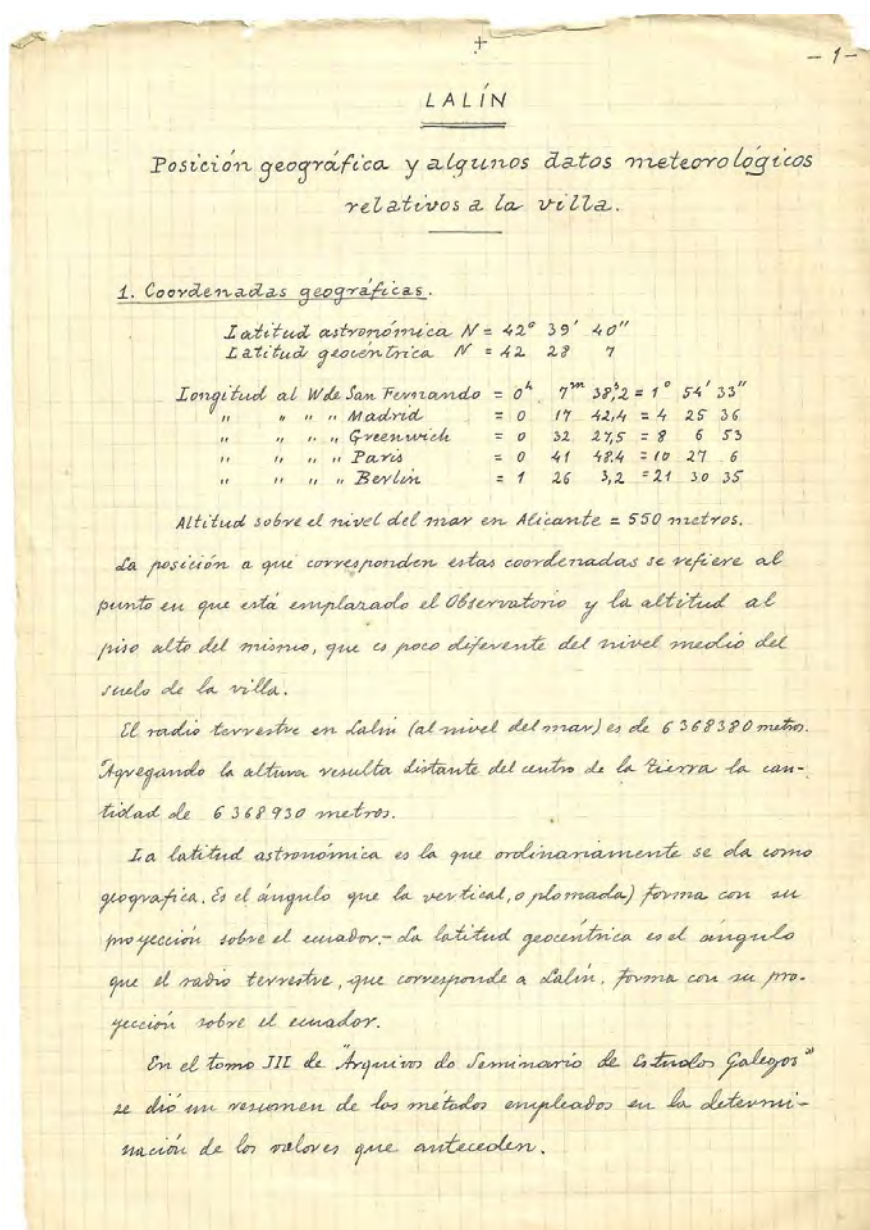 +
- 1 -
LALÍN
Posición geográfica y algunos datos meteorológicos
relativos a la villa.
1. Coordenadas geográficas.
Latitud astronómica N = 42° 39' 40"
Latitud geocéntrica N = 42 28 7
Longitud al W de San Fernando = 0h 7m 38s,2 = 1° 54' 33"
" " " " Madrid = 0 17 42,4 = 4 25 36
" " " " Greenwich = 0 32 27,5 = 8 6 53
" " " " Paris = 0 41 48.4 = 10 27 6
" " " " Berlin = 1 26 3,2 = 21 30 35
Altitud sobre el nivel del mar en Alicante = 550 metros.
La posición a que corresponden estas coordenadas se refiere al
punto en que está emplazado el Observatorio y la altitud al
piso alto del mismo, que es poco diferente del nivel medio del
suelo de la villa.
El radio terrestre en Lalín (al nivel del mar) es de 6368380 metros.
Agregando la altura resulta distante del centro de la Tierra la can-
tidad de 6368930 metros.
La latitud astronómica es la que ordinariamente se da como
geografica. Es el ángulo que la vertical, o plomada) forma con su
proyección sobre el ecuador.- La latitud geocéntrica es el ángulo
que el radio terrestre, que corresponde a Lalín, forma con su pro-
yección sobre el ecuador.
En el tomo III de "Arquivos do Seminario de Estudos Galegos"
se dió un resumen de los métodos empleados en la determi-
nación de los valores que anteceden.